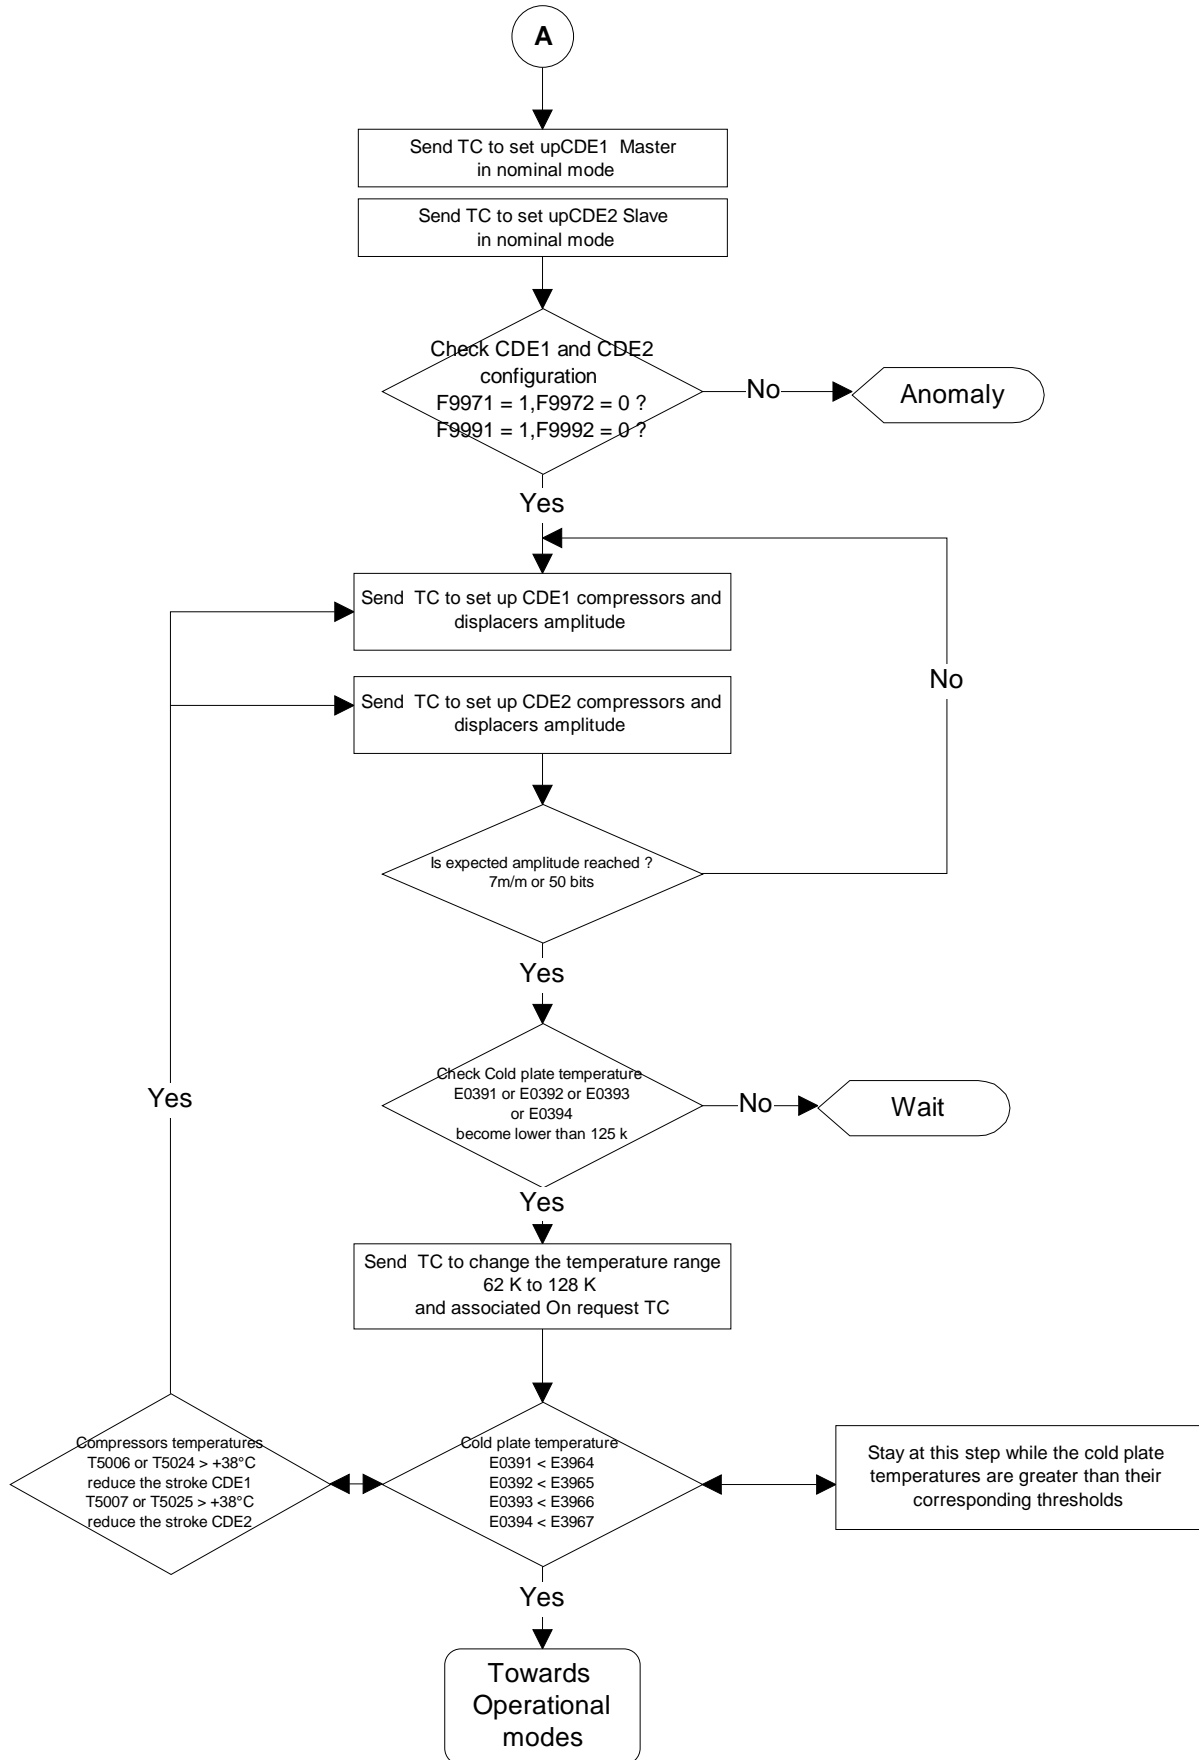 A
Send TC to set upCDE1  Master
in nominal mode
Send TC to set upCDE2 Slave
in nominal mode
Check CDE1 and CDE2
configuration
F9971 = 1,F9972 = 0 ?
F9991 = 1,F9992 = 0 ?
No
Anomaly
Yes
Send  TC to set up CDE1 compressors and
displacers amplitude
No
Send  TC to set up CDE2 compressors and
displacers amplitude
Is expected amplitude reached ?
7m/m or 50 bits
Yes
Check Cold plate temperature
E0391 or E0392 or E0393
or E0394
become lower than 125 k
No
Wait
Yes
Yes
Send  TC to change the temperature range
62 K to 128 K
and associated On request TC
Compressors temperatures
T5006 or T5024 > +38°C
reduce the stroke CDE1
T5007 or T5025 > +38°C
reduce the stroke CDE2
Cold plate temperature
E0391 < E3964
E0392 < E3965
E0393 < E3966
E0394 < E3967
Stay at this step while the cold plate
temperatures are greater than their
corresponding thresholds
Yes
Towards
Operational
modes